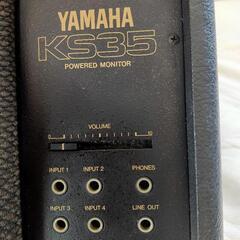 YAMAHA
KS35
POWERED MONITOR
VOLUME
INPUT 1 INPUT 2 PHONES
INPUT 3 INPUT 4 LINE OUT